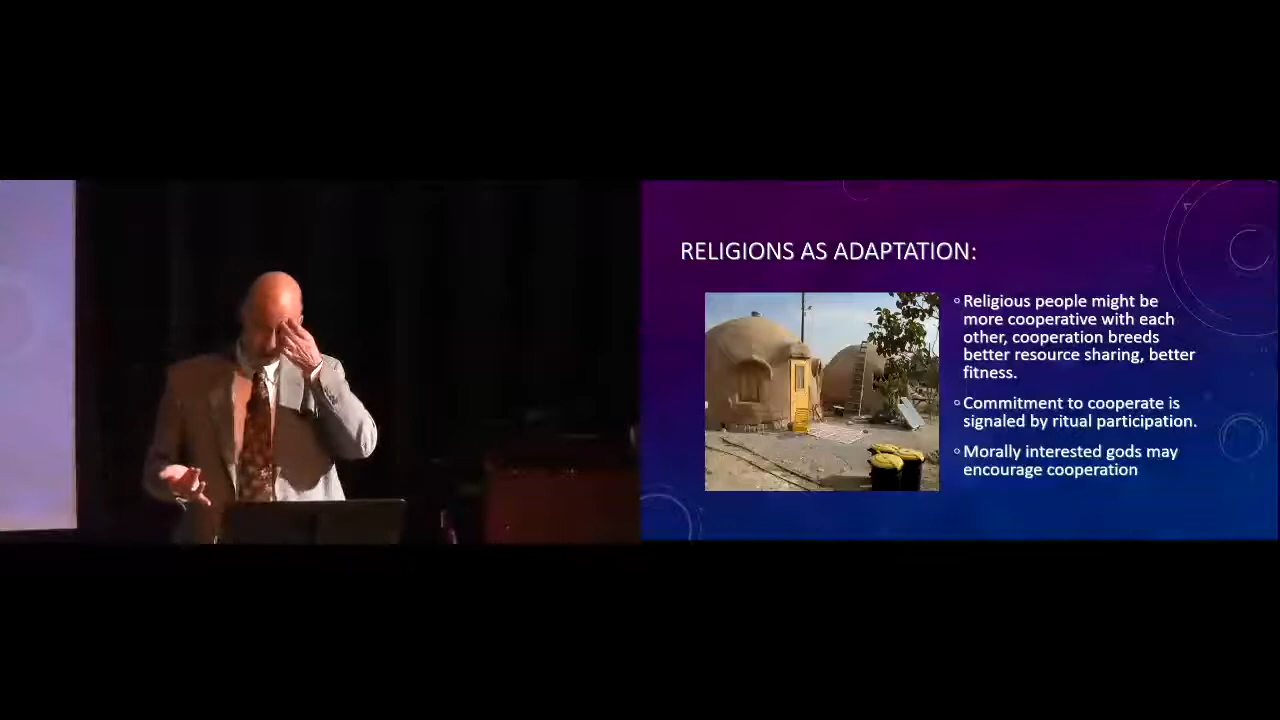 RELIGIONS AS ADAPTATION:
◦Religious people might be
more cooperative with each
other, cooperation breeds
better resource sharing, better
fitness.
◦Commitment to cooperate is
signaled by ritual participation.
◦Morally interested gods may
encourage cooperation